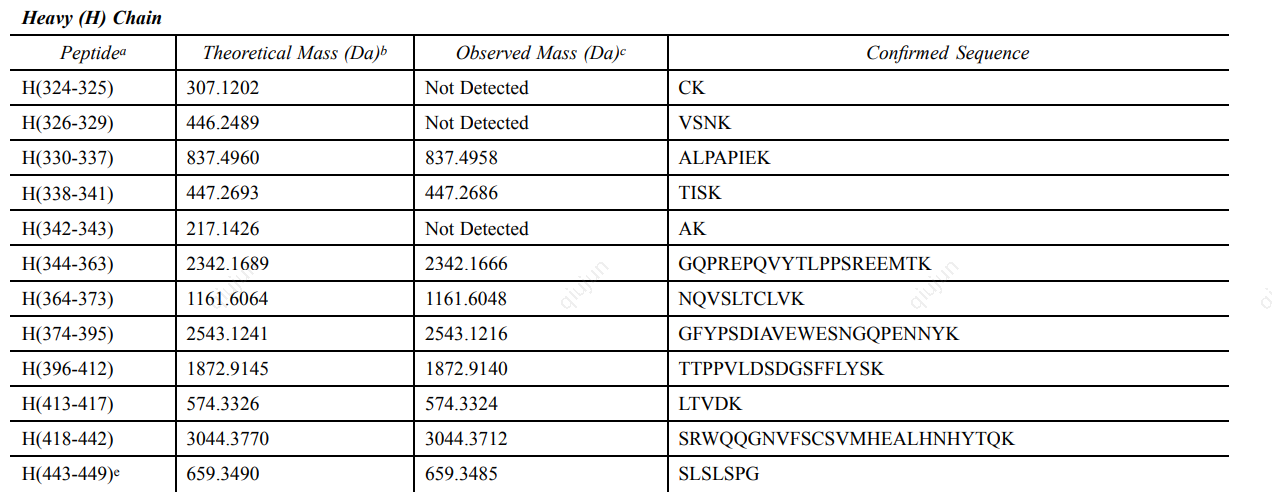 Heavy (H) Chain
Peptideᵃ Theoretical Mass (Da)ᵇ Observed Mass (Da)ᶜ Confirmed Sequence
H(324-325) 307.1202 Not Detected CK
H(326-329) 446.2489 Not Detected VSNK
H(330-337) 837.4960 837.4958 ALPAPIEK
H(338-341) 447.2693 447.2686 TISK
H(342-343) 217.1426 Not Detected AK
H(344-363) 2342.1689 2342.1666 GQPREPQVYTLPPSREEMTK
H(364-373) 1161.6064 1161.6048 NQVSLTCLVK
H(374-395) 2543.1241 2543.1216 GFYPSDIAVEWESNGQPENNYK
H(396-412) 1872.9145 1872.9140 TTPPVLDSDGSFFLYSK
H(413-417) 574.3326 574.3324 LTVDK
H(418-442) 3044.3770 3044.3712 SRWQQGNVFSCSVMHEALHNHYTQK
H(443-449)ᵉ 659.3490 659.3485 SLSLSPG
qiujun
qiujun